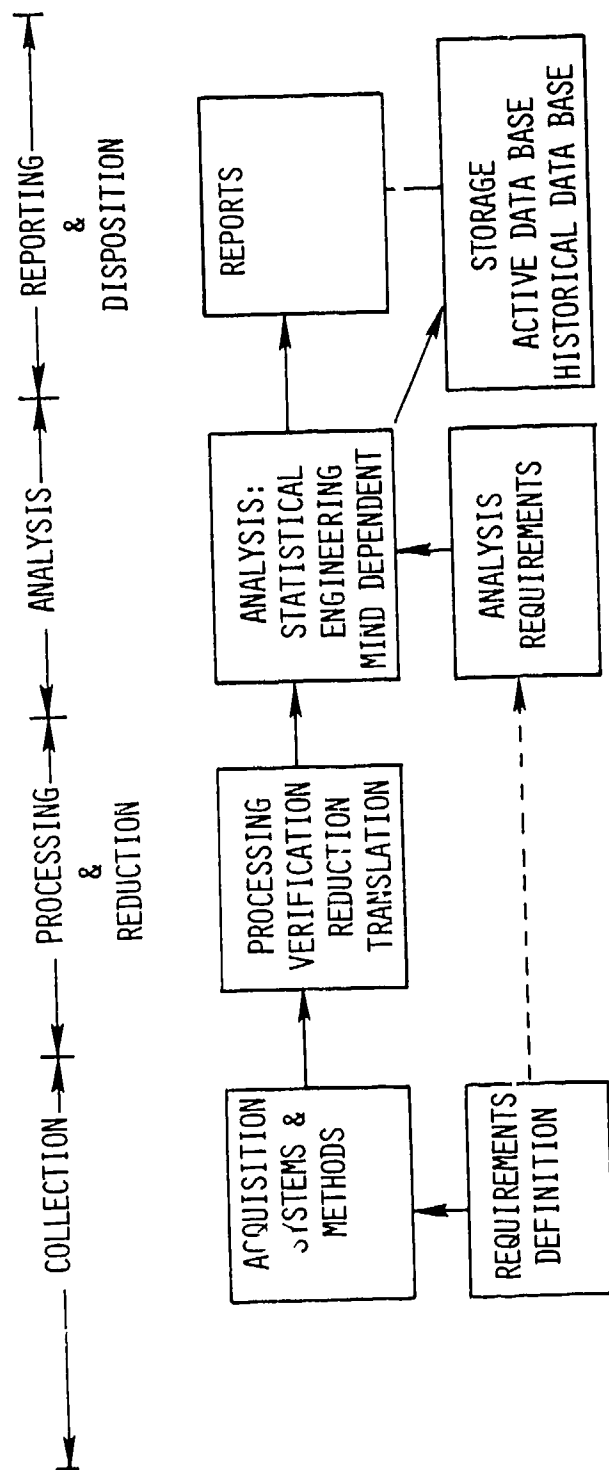 COLLECTION
PROCESSING
&
REDUCTION
ANALYSIS
REPORTING
&
DISPOSITION
ACQUISITION
SYSTEMS &
METHODS
PROCESSING
VERIFICATION
REDUCTION
TRANSLATION
ANALYSIS:
STATISTICAL
ENGINEERING
MIND DEPENDENT
REPORTS
REQUIREMENTS
DEFINITION
ANALYSIS
REQUIREMENTS
STORAGE
ACTIVE DATA BASE
HISTORICAL DATA BASE